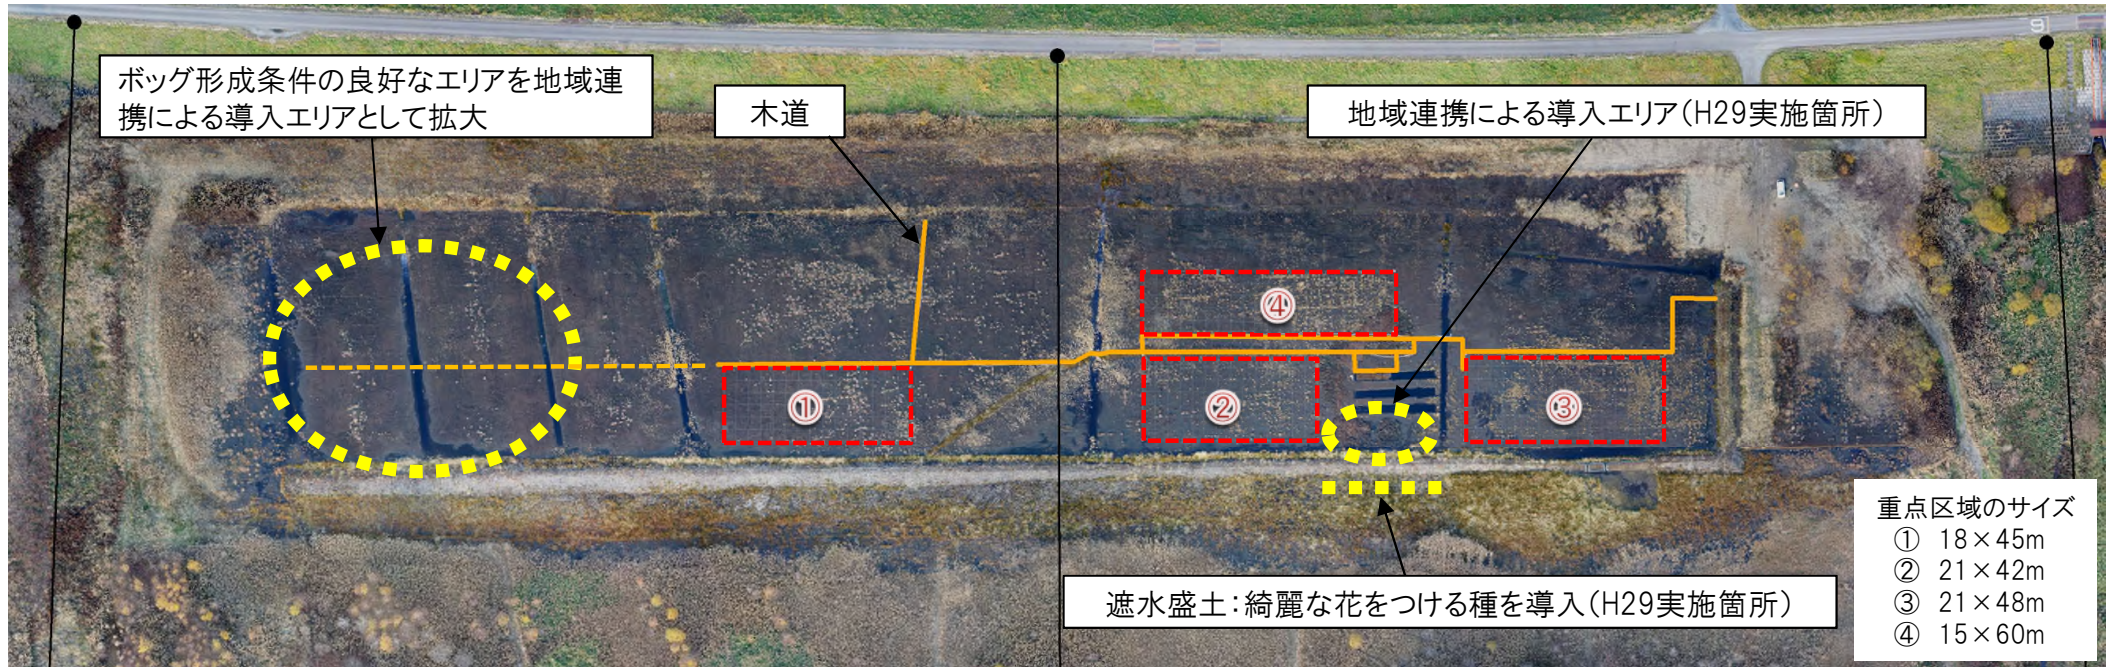 ボッグ形成条件の良好なエリアを地域連
携による導入エリアとして拡大
木道
地域連携による導入エリア(H29実施箇所)
④
①
②
③
遮水盛土：綺麗な花をつける種を導入(H29実施箇所)
重点区域のサイズ
① 18×45m
② 21×42m
③ 21×48m
④ 15×60m